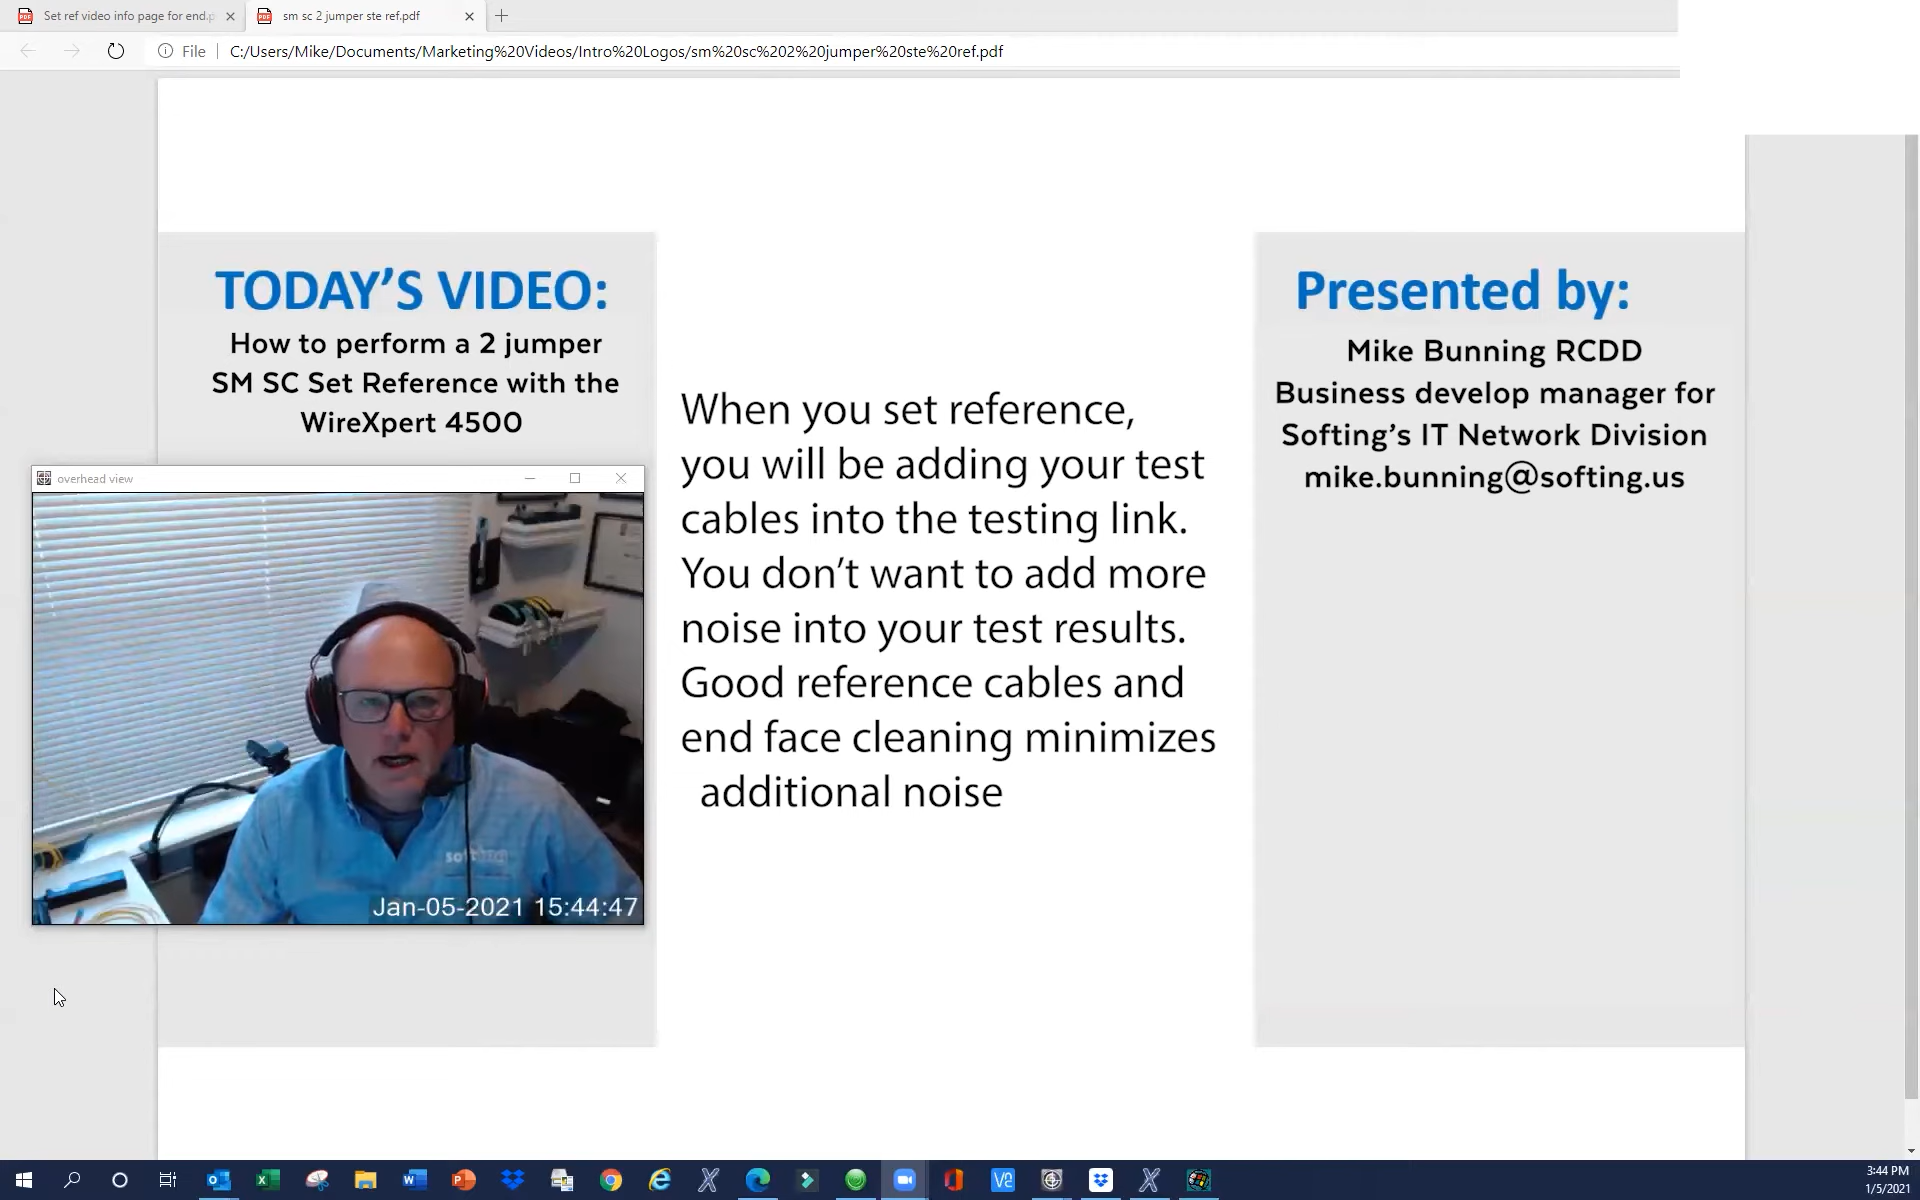 Set ref video info page for end.p
sm sc 2 jumper ste ref.pdf
File
C:/Users/Mike/Documents/Marketing%20Videos/Intro%20Logos/sm%20sc%202%20jumper%20ste%20ref.pdf
TODAY’S VIDEO:
How to perform a 2 jumper
SM SC Set Reference with the
WireXpert 4500
overhead view
softing
Jan-05-2021 15:44:47
When you set reference,
you will be adding your test
cables into the testing link.
You don’t want to add more
noise into your test results.
Good reference cables and
end face cleaning minimizes
additional noise
Presented by:
Mike Bunning RCDD
Business develop manager for
Softing’s IT Network Division
mike.bunning@softing.us
3:44 PM
1/5/2021